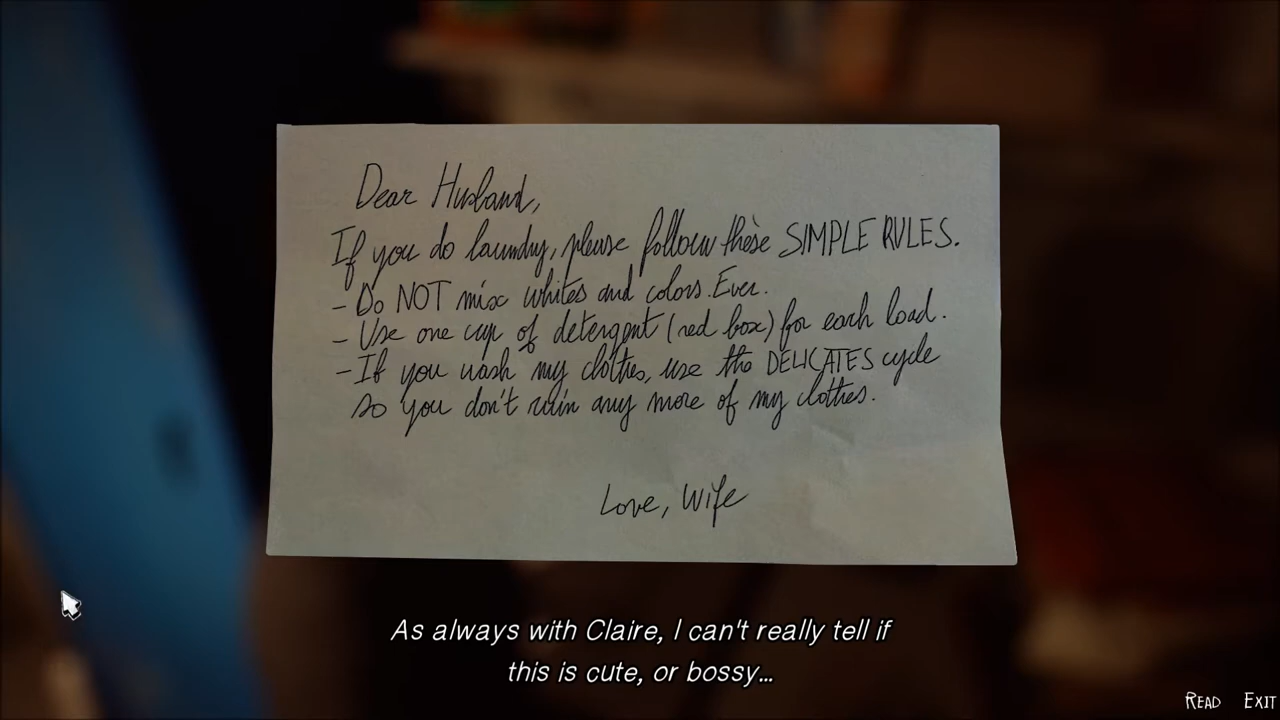 Dear Husband,
If you do laundry, please follow these SIMPLE RULES.
- Do NOT mix whites and colors. Ever.
- Use one cup of detergent (red box) for each load.
- If you wash my clothes, use the DELICATES cycle
so you don't ruin any more of my clothes.
Love, Wife
As always with Claire, I can't really tell if
this is cute, or bossy...
READ EXIT